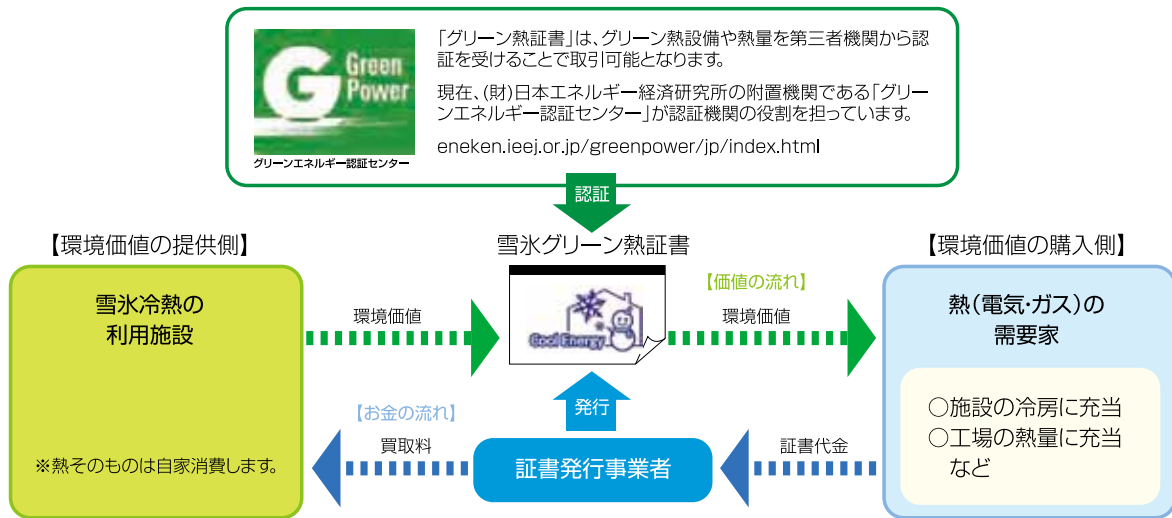 「グリーン熱証書」は、グリーン熱設備や熱量を第三者機関から認
証を受けることで取引可能となります。
現在、(財)日本エネルギー経済研究所の附置機関である「グリー
ンエネルギー認証センター」が認証機関の役割を担っています。
eneken.ieej.or.jp/greenpower/jp/index.html
G Green
Power
グリーンエネルギー認証センター
認証
【環境価値の提供側】
雪氷グリーン熱証書
【環境価値の購入側】
雪氷冷熱の
利用施設
※熱そのものは自家消費します。
環境価値
Cool Energy
【価値の流れ】
環境価値
熱(電気・ガス)の
需要家
○施設の冷房に充当
○工場の熱量に充当
など
発行
【お金の流れ】
買取料
証書発行事業者
証書代金